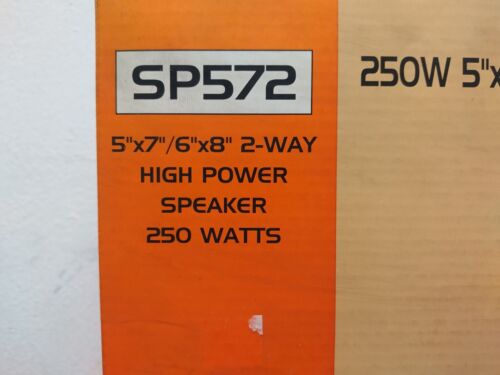 SP572
5"x7"/6"x8" 2-WAY
HIGH POWER
SPEAKER
250 WATTS
250W 5"x